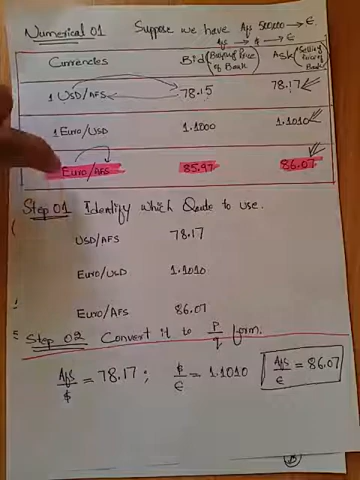 Numerical 01 Suppose we have Afs 500,000 → €.
Afs → $ → €
Currencies Bid (Buying Price of Bank) Ask (Selling Price of Bank)
1 USD/AFS 78.15 78.17
1 Euro/USD 1.1000 1.1010
Euro/AFS 85.97 86.07
Step 01 Identify which Quote to use.
USD/AFS 78.17
Euro/USD 1.1010
Euro/AFS 86.07
Step 02 Convert it to P/q form.
Afs/$ = 78.17 ; $/€ = 1.1010 Afs/€ = 86.07